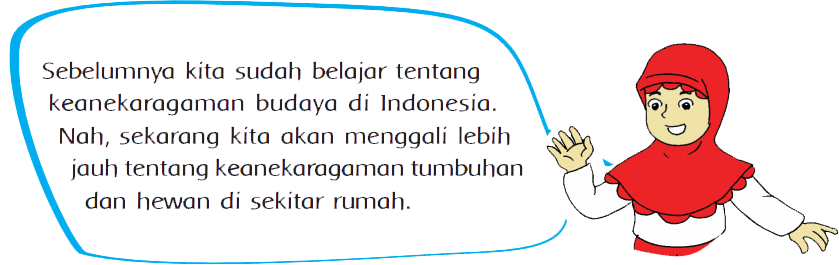 Sebelumnya kita sudah belajar tentang
keanekaragaman budaya di Indonesia.
Nah, sekarang kita akan menggali lebih
jauh tentang keanekaragaman tumbuhan
dan hewan di sekitar rumah.